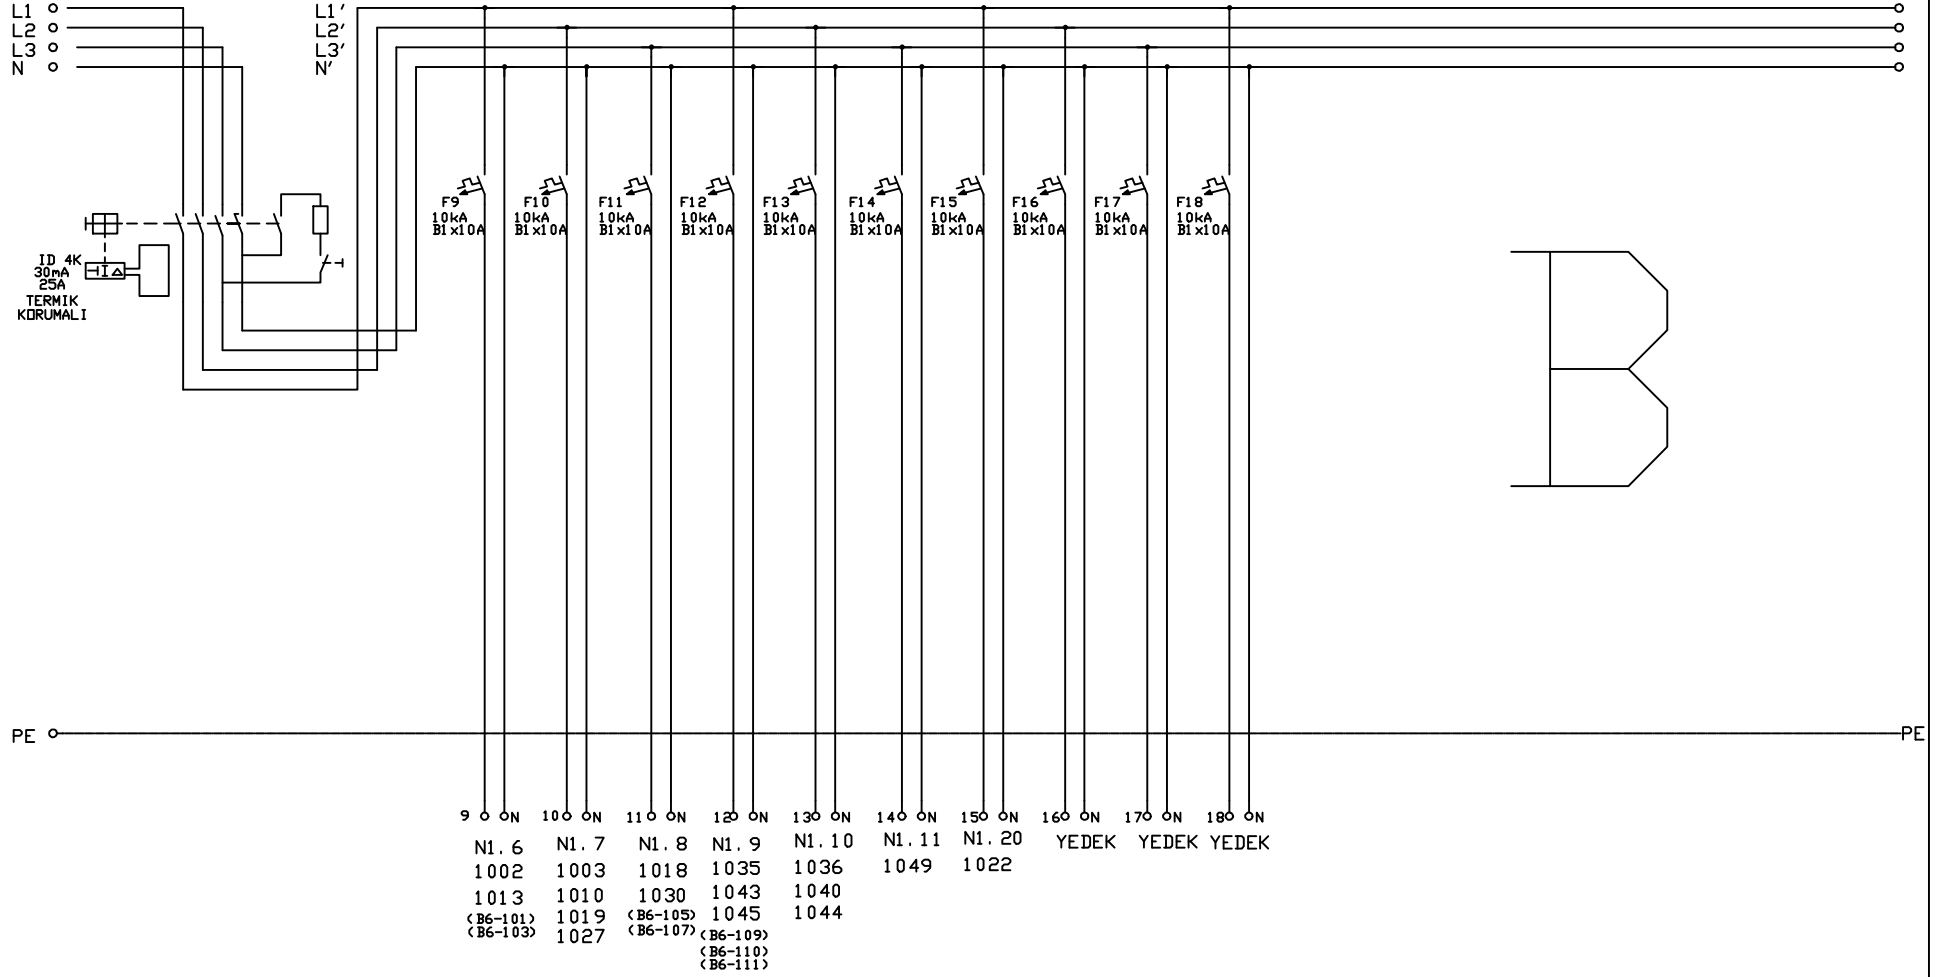 L1
L2
L3
N
L1'
L2'
L3'
N'
F9
10kA
B1x10A
F10
10kA
B1x10A
F11
10kA
B1x10A
F12
10kA
B1x10A
F13
10kA
B1x10A
F14
10kA
B1x10A
F15
10kA
B1x10A
F16
10kA
B1x10A
F17
10kA
B1x10A
F18
10kA
B1x10A
ID 4K
30mA
25A
TERMIK
KORUMALI
B
PE
PE
9 N
10 N
11 N
12 N
13 N
14 N
15 N
16 N
17 N
18 N
N1.6
1002
1013
(B6-101)
(B6-103)
N1.7
1003
1010
1019
1027
N1.8
1018
1030
(B6-105)
(B6-107)
N1.9
1035
1043
1045
(B6-109)
(B6-110)
(B6-111)
N1.10
1036
1040
1044
N1.11
1049
N1.20
1022
YEDEK
YEDEK
YEDEK